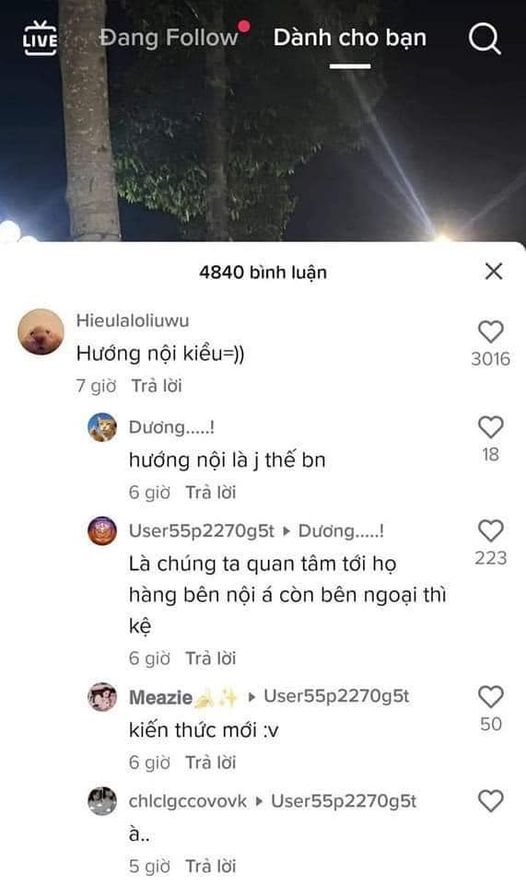 LIVE
Đang Follow
Dành cho bạn
4840 bình luận
Hieulaloliuwu
Hướng nội kiểu=))
3016
7 giờ Trả lời
Dương.....!
hướng nội là j thế bn
18
6 giờ Trả lời
User55p2270g5t ▸ Dương.....!
Là chúng ta quan tâm tới họ
223
hàng bên nội á còn bên ngoại thì
kệ
6 giờ Trả lời
Meazie🍌✨ ▸ User55p2270g5t
kiến thức mới :v
50
6 giờ Trả lời
chlclgccovovk ▸ User55p2270g5t
à..
5 giờ Trả lời